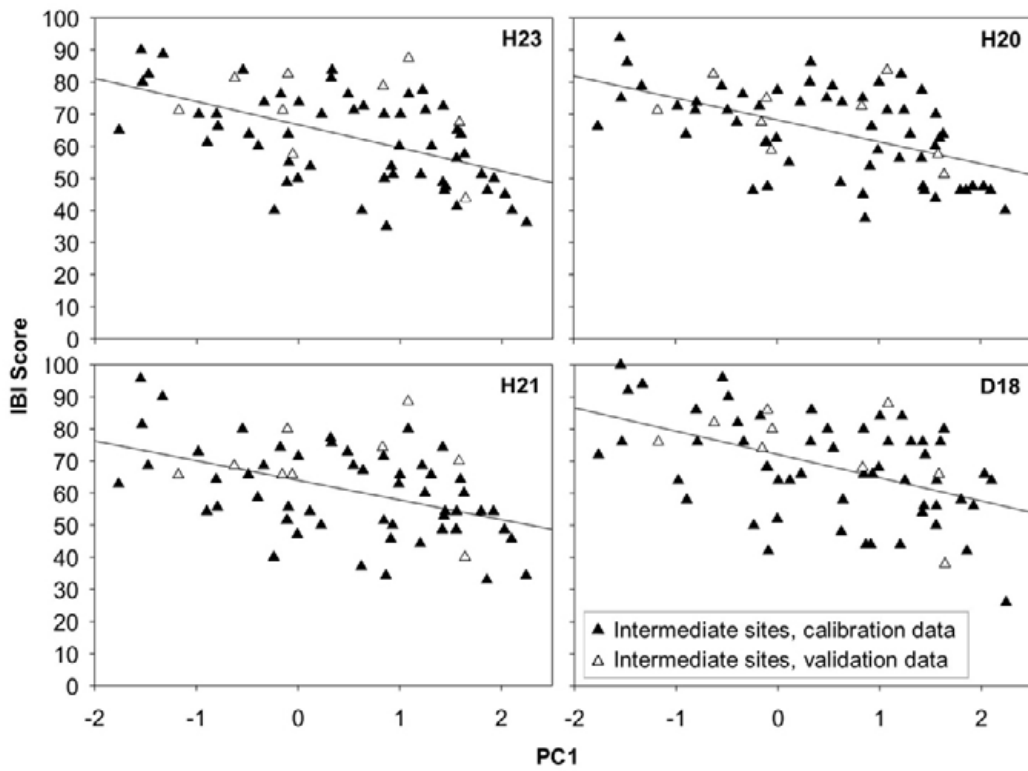 100
90
80
70
60
50
40
30
20
10
0
H23
H20
IBI Score
100
90
80
70
60
50
40
30
20
10
0
H21
D18
Intermediate sites, calibration data
Intermediate sites, validation data
-2 -1 0 1 2 -2 -1 0 1 2
PC1